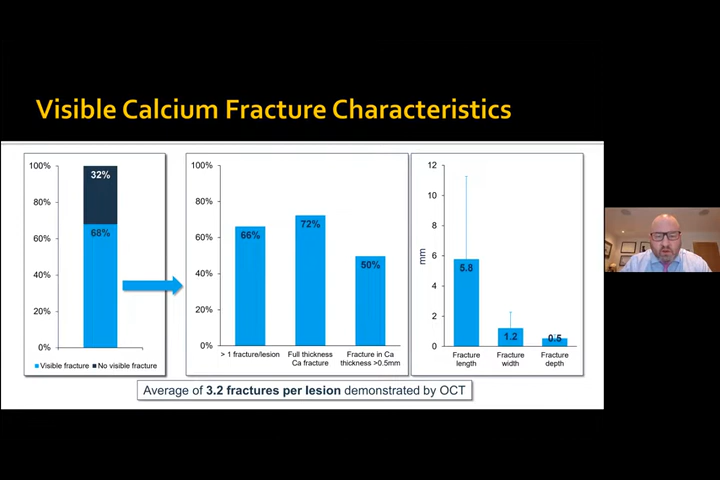 Visible Calcium Fracture Characteristics
100%
80%
60%
40%
20%
0%
32%
68%
Visible fracture
No visible fracture
100%
80%
60%
40%
20%
0%
66%
72%
50%
> 1 fracture/lesion
Full thickness
Ca fracture
Fracture in Ca
thickness >0.5mm
12
10
8
6
4
2
0
mm
5.8
1.2
0.5
Fracture
length
Fracture
width
Fracture
depth
Average of 3.2 fractures per lesion demonstrated by OCT